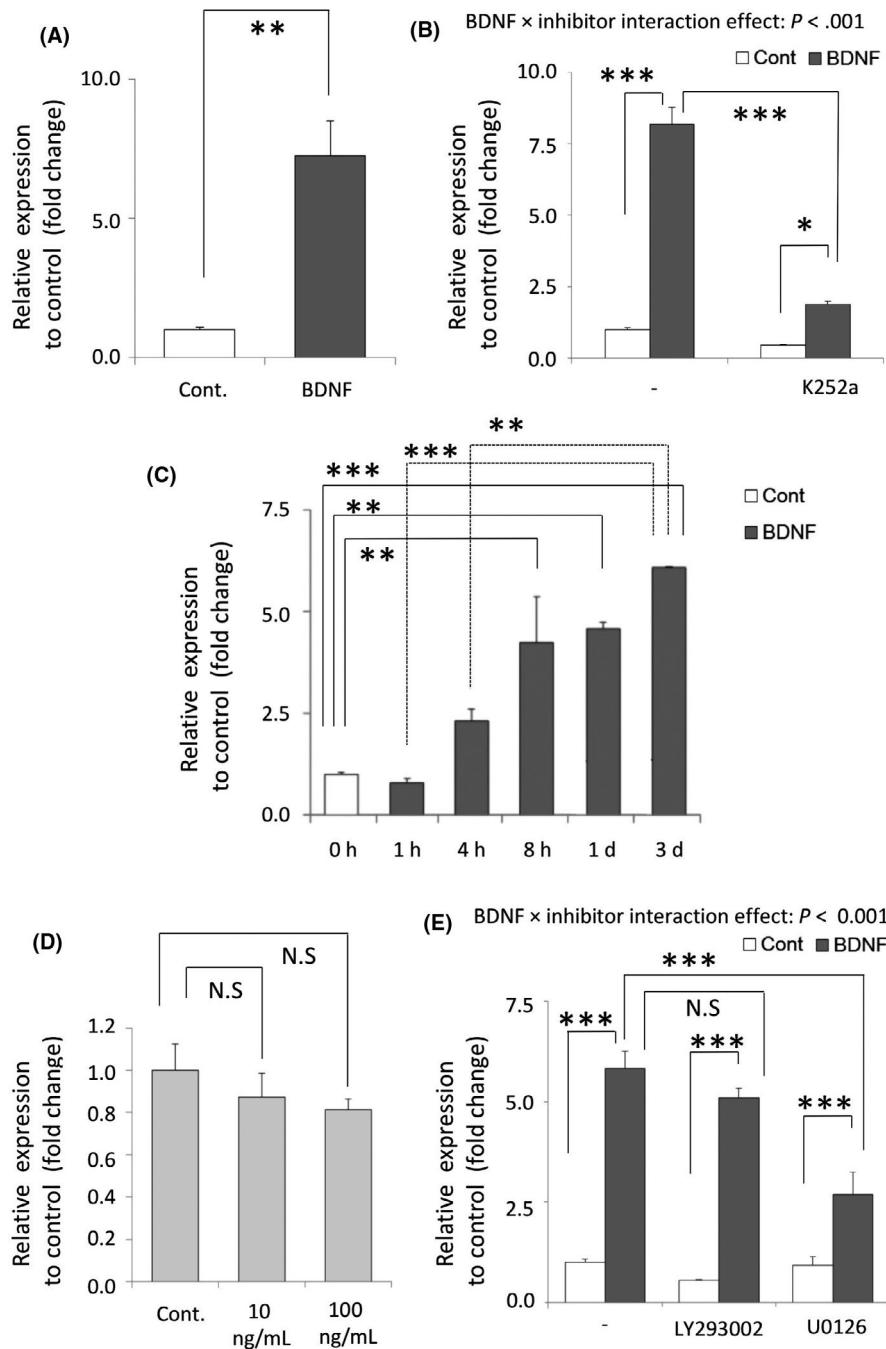 (A)
**
10.0
5.0
0.0
Relative expression
to control (fold change)
Cont.
BDNF
(B)
BDNF × inhibitor interaction effect: P < .001
Cont
BDNF
***
***
*
10.0
7.5
5.0
2.5
0.0
Relative expression
to control (fold change)
-
K252a
(C)
**
***
***
**
**
Cont
BDNF
7.5
5.0
2.5
0.0
Relative expression
to control (fold change)
0 h
1 h
4 h
8 h
1 d
3 d
(D)
N.S
N.S
1.2
1.0
0.8
0.6
0.4
0.2
0.0
Relative expression
to control (fold change)
Cont.
10
ng/mL
100
ng/mL
(E)
BDNF × inhibitor interaction effect: P < 0.001
Cont
BDNF
***
N.S
***
***
***
7.5
5.0
2.5
0.0
Relative expression
to control (fold change)
-
LY293002
U0126